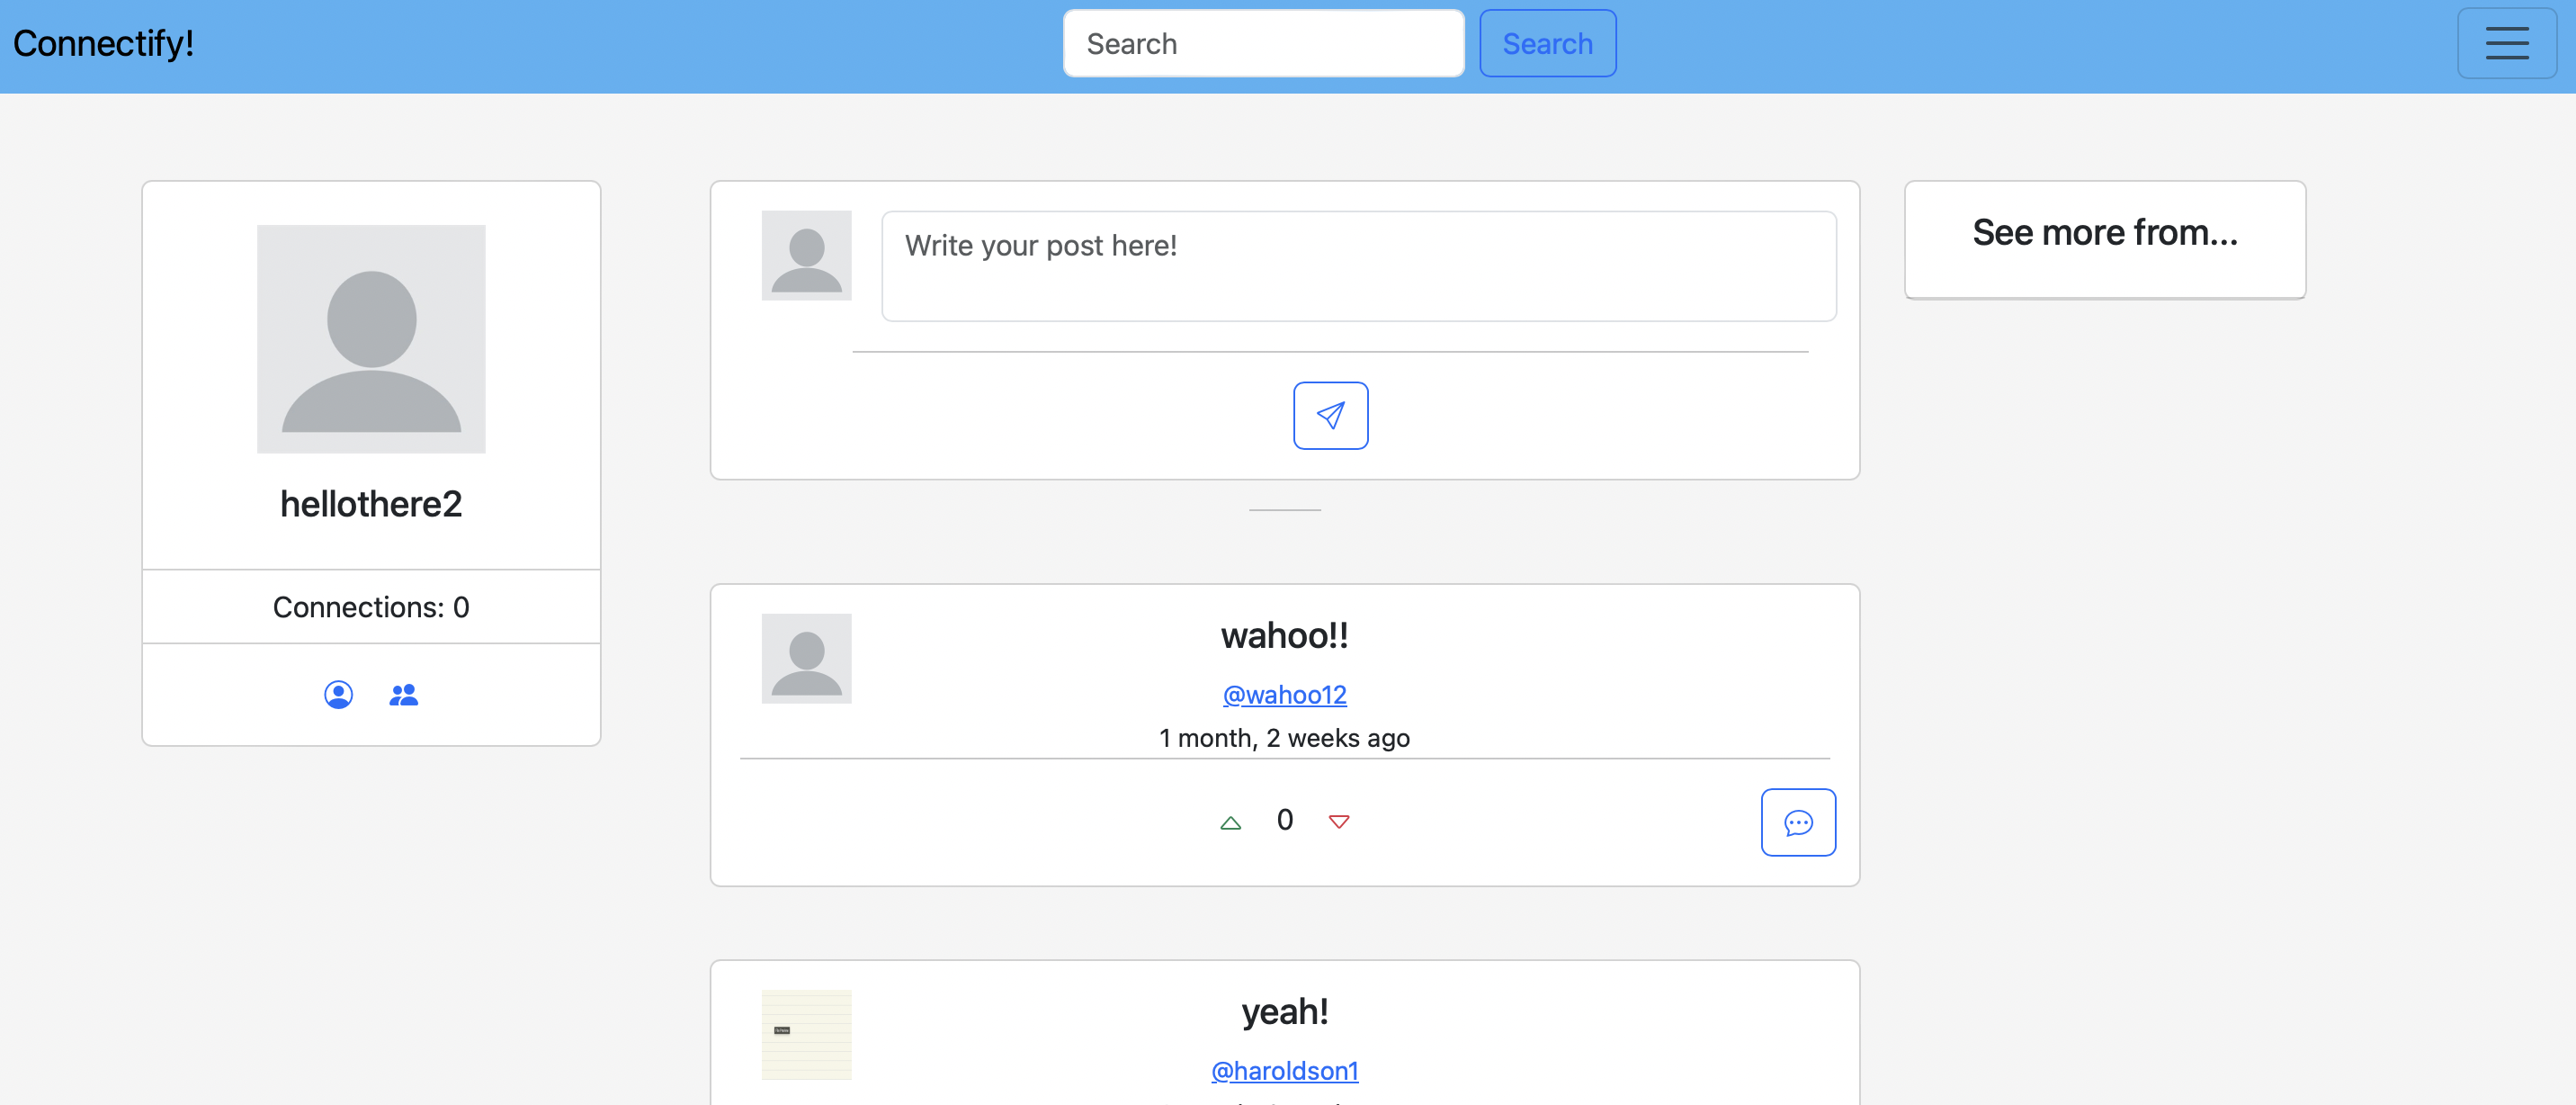 Connectify!
Search
Search
hellothere2
Connections: 0
Write your post here!
wahoo!!
@wahoo12
1 month, 2 weeks ago
0
yeah!
@haroldson1
See more from...